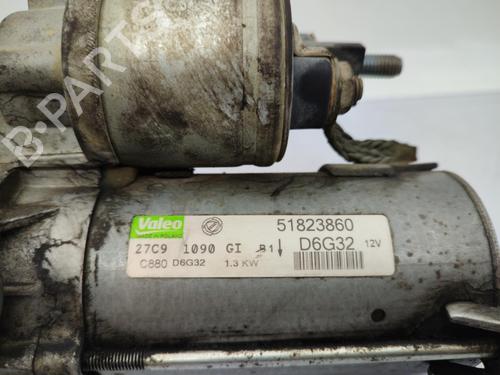 B-PARTS
Valeo 51823860
27C9 1090 GI B1↓ D6G32 12V
C880 D6G32 1.3 KW